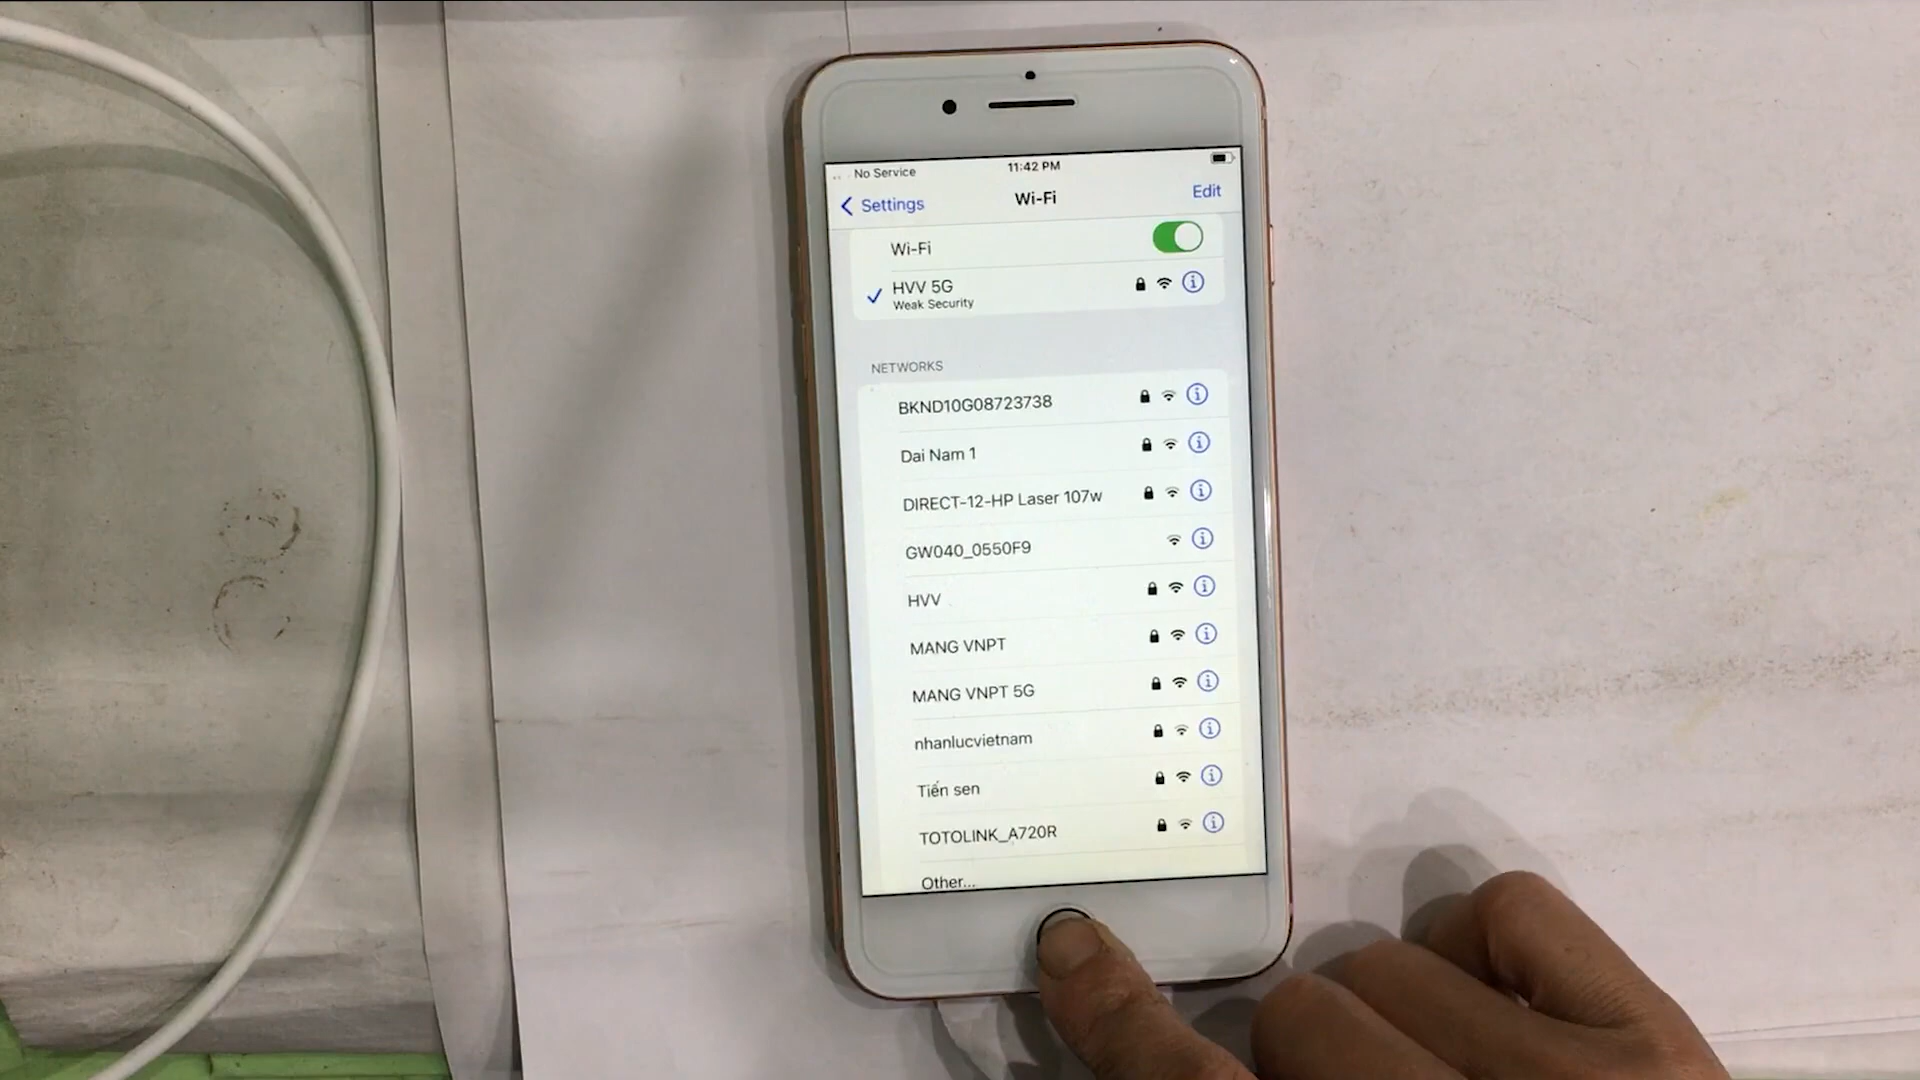 No Service
11:42 PM
Settings
Wi-Fi
Edit
Wi-Fi
HVV 5G
Weak Security
NETWORKS
BKND10G08723738
Dai Nam 1
DIRECT-12-HP Laser 107w
GW040_0550F9
HVV
MANG VNPT
MANG VNPT 5G
nhanlucvietnam
Tiến sen
TOTOLINK_A720R
Other...